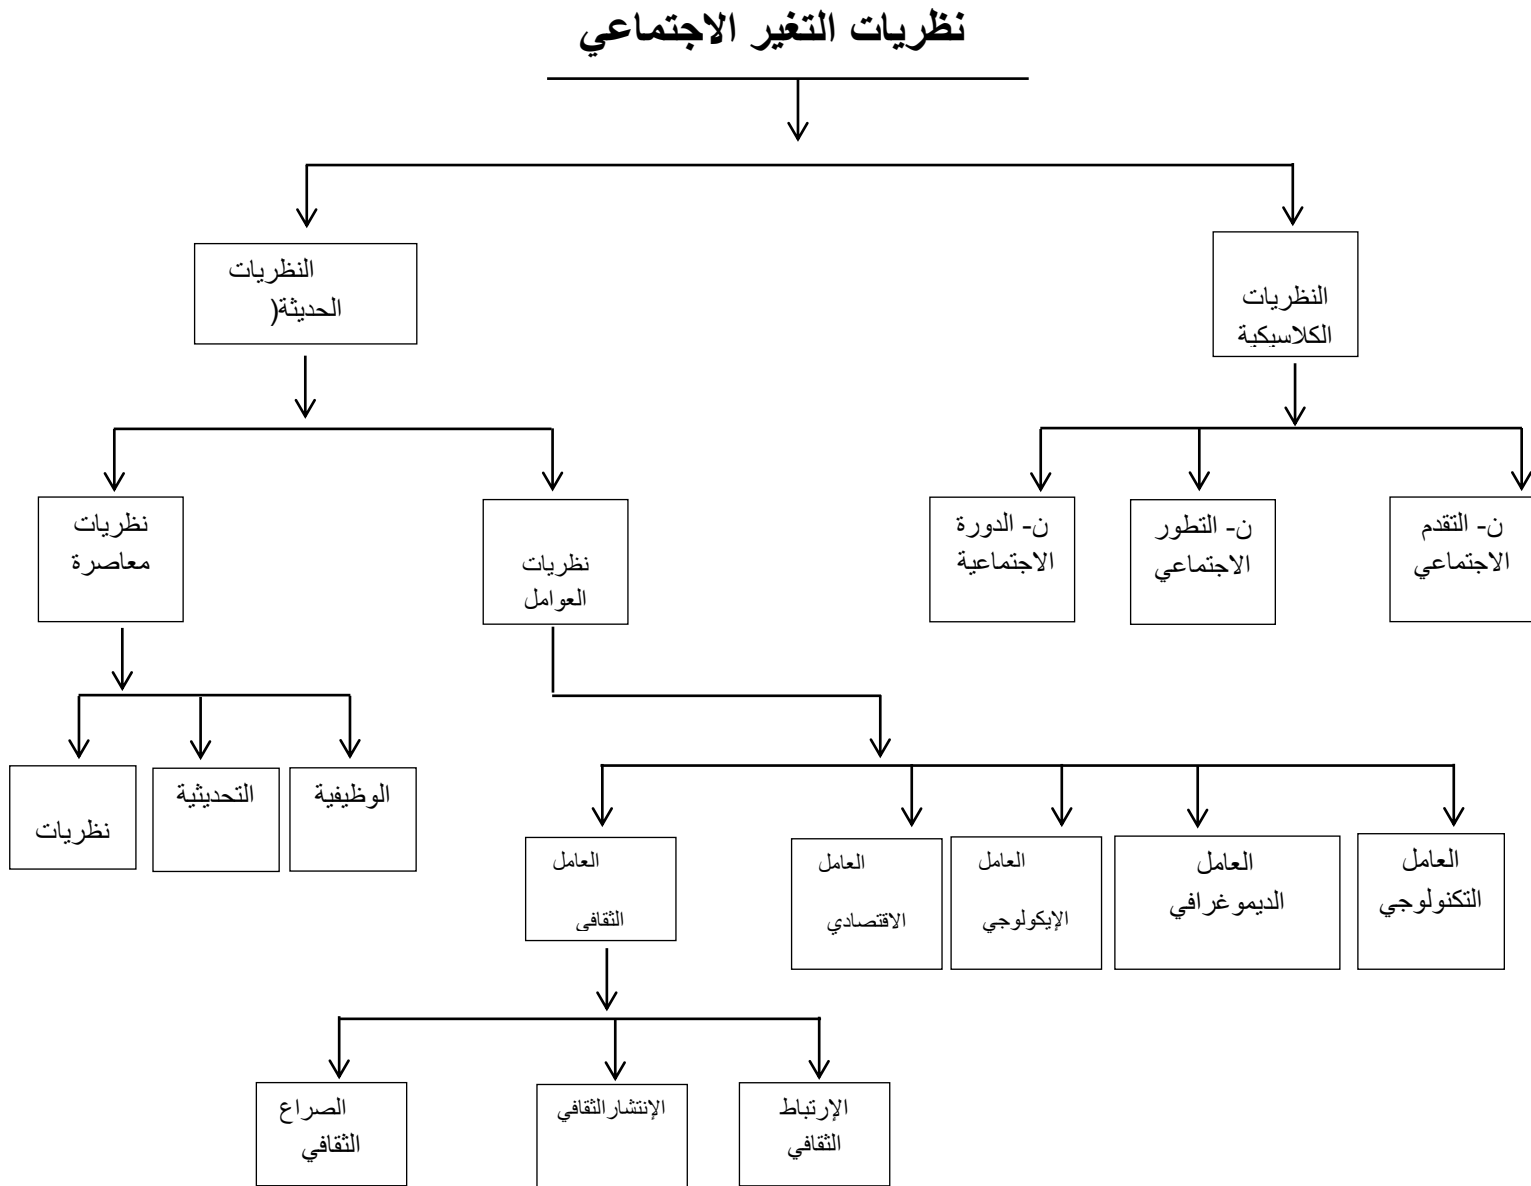 نظريات التغير الاجتماعي
النظريات
الكلاسيكية
النظريات
الحديثة(
ن- التقدم
الاجتماعي
ن- التطور
الاجتماعي
ن- الدورة
الاجتماعية
نظريات
العوامل
نظريات
معاصرة
الوظيفية
التحديثية
نظريات
العامل
التكنولوجي
العامل
الديموغرافي
العامل
الإيكولوجي
العامل
الاقتصادي
العامل
الثقافي
الإرتباط
الثقافي
الإنتشارالثقافي
الصراع
الثقافي